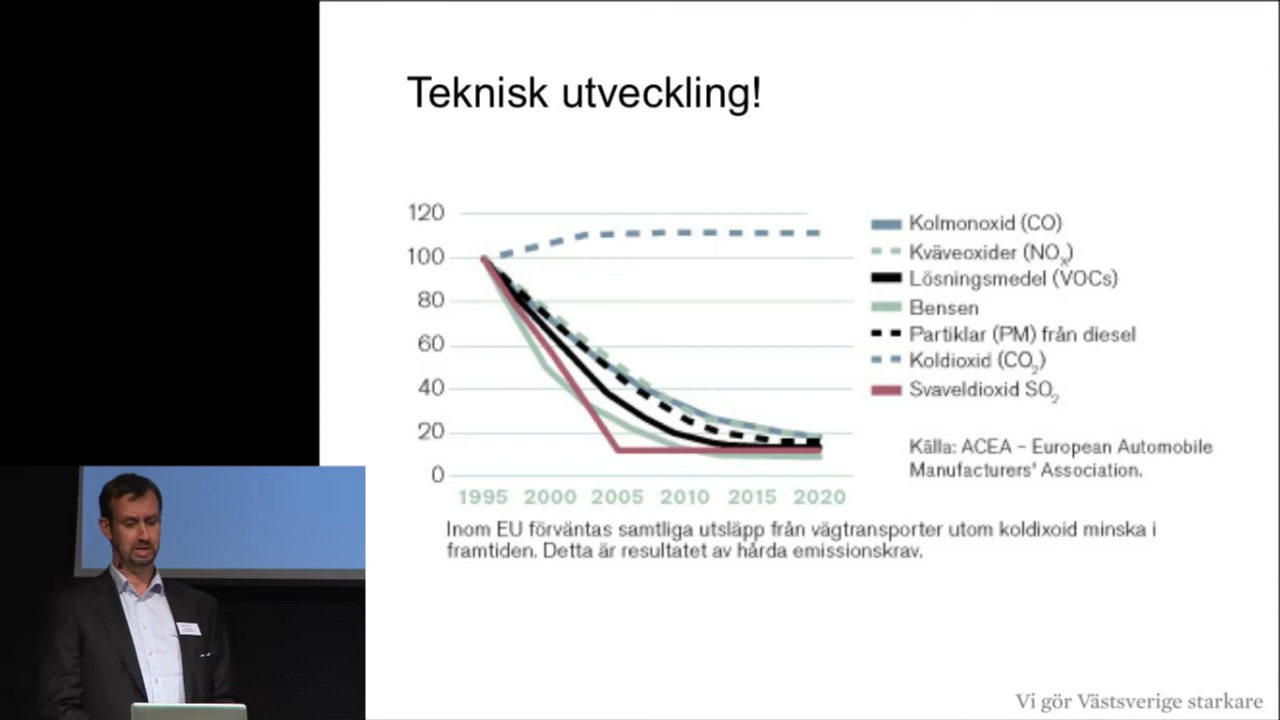 Teknisk utveckling!
120
100
80
60
40
20
0
1995 2000 2005 2010 2015 2020
Kolmonoxid (CO)
Kväveoxider (NOx)
Lösningsmedel (VOCs)
Bensen
Partiklar (PM) från diesel
Koldioxid (CO2)
Svaveldioxid SO2
Källa: ACEA – European Automobile
Manufacturers' Association.
Inom EU förväntas samtliga utsläpp från vägtransporter utom koldixoid minska i
framtiden. Detta är resultatet av hårda emissionskrav.
Vi gör Västsverige starkare